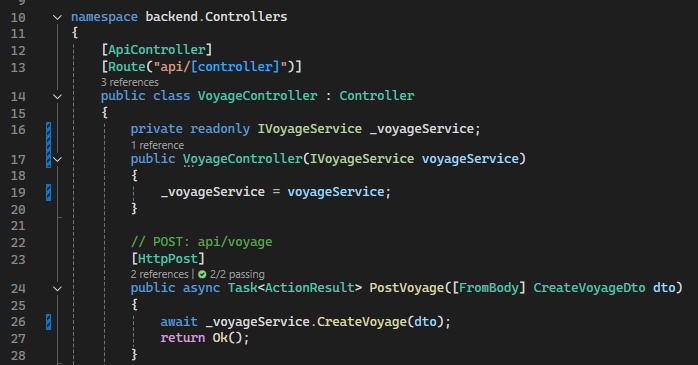 10 namespace backend.Controllers
11 {
12 [ApiController]
13 [Route("api/[controller]")]
3 references
14 public class VoyageController : Controller
15 {
16 private readonly IVoyageService _voyageService;
1 reference
17 public VoyageController(IVoyageService voyageService)
18 {
19 _voyageService = voyageService;
20 }
21
22 // POST: api/voyage
23 [HttpPost]
2 references | 2/2 passing
24 public async Task<ActionResult> PostVoyage([FromBody] CreateVoyageDto dto)
25 {
26 await _voyageService.CreateVoyage(dto);
27 return Ok();
28 }